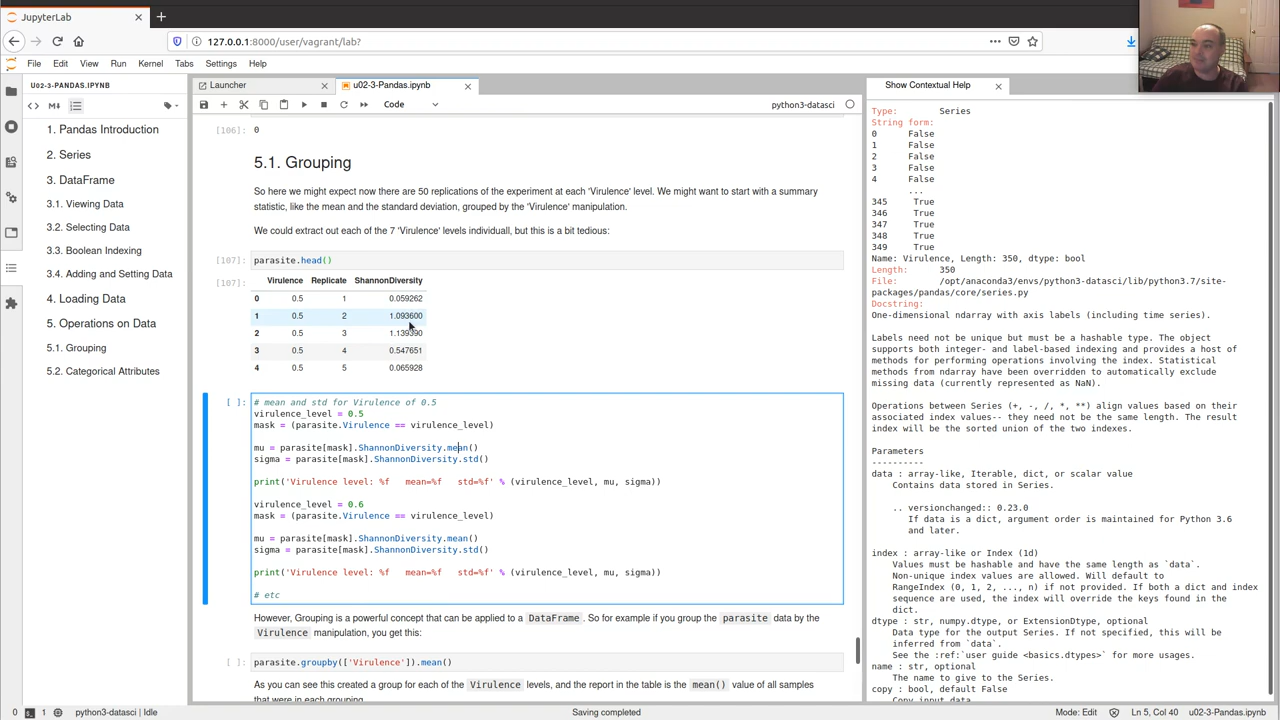 JupyterLab
127.0.0.1:8000/user/vagrant/lab?
File Edit View Run Kernel Tabs Settings Help
U02-3-PANDAS.IPYNB
1. Pandas Introduction
2. Series
3. DataFrame
3.1. Viewing Data
3.2. Selecting Data
3.3. Boolean Indexing
3.4. Adding and Setting Data
4. Loading Data
5. Operations on Data
5.1. Grouping
5.2. Categorical Attributes
Launcher
u02-3-Pandas.ipynb
Code
python3-datasci
[106]: 0
5.1. Grouping
So here we might expect now there are 50 replications of the experiment at each 'Virulence' level. We might want to start with a summary
statistic, like the mean and the standard deviation, grouped by the 'Virulence' manipulation.
We could extract out each of the 7 'Virulence' levels individuall, but this is a bit tedious:
[107]: parasite.head()
[107]: Virulence Replicate ShannonDiversity
0 0.5 1 0.059262
1 0.5 2 1.093600
2 0.5 3 1.139390
3 0.5 4 0.547651
4 0.5 5 0.065928
[ ]: # mean and std for Virulence of 0.5
virulence_level = 0.5
mask = (parasite.Virulence == virulence_level)
mu = parasite[mask].ShannonDiversity.mean()
sigma = parasite[mask].ShannonDiversity.std()
print('Virulence level: %f   mean=%f   std=%f' % (virulence_level, mu, sigma))
virulence_level = 0.6
mask = (parasite.Virulence == virulence_level)
mu = parasite[mask].ShannonDiversity.mean()
sigma = parasite[mask].ShannonDiversity.std()
print('Virulence level: %f   mean=%f   std=%f' % (virulence_level, mu, sigma))
# etc
However, Grouping is a powerful concept that can be applied to a DataFrame . So for example if you group the parasite data by the
Virulence manipulation, you get this:
[ ]: parasite.groupby(['Virulence']).mean()
As you can see this created a group for each of the Virulence levels, and the report in the table is the mean() value of all samples
that were in each grouping.
Show Contextual Help
Type: Series
String form:
0 False
1 False
2 False
3 False
4 False
...
345 True
346 True
347 True
348 True
349 True
Name: Virulence, Length: 350, dtype: bool
Length: 350
File: /opt/anaconda3/envs/python3-datasci/lib/python3.7/site-
packages/pandas/core/series.py
Docstring:
One-dimensional ndarray with axis labels (including time series).
Labels need not be unique but must be a hashable type. The object
supports both integer- and label-based indexing and provides a host of
methods for performing operations involving the index. Statistical
methods from ndarray have been overridden to automatically exclude
missing data (currently represented as NaN).
Operations between Series (+, -, /, *, **) align values based on their
associated index values-- they need not be the same length. The result
index will be the sorted union of the two indexes.
Parameters
----------
data : array-like, Iterable, dict, or scalar value
Contains data stored in Series.
.. versionchanged:: 0.23.0
If data is a dict, argument order is maintained for Python 3.6
and later.
index : array-like or Index (1d)
Values must be hashable and have the same length as `data`.
Non-unique index values are allowed. Will default to
RangeIndex (0, 1, 2, ..., n) if not provided. If both a dict and index
sequence are used, the index will override the keys found in the
dict.
dtype : str, numpy.dtype, or ExtensionDtype, optional
Data type for the output Series. If not specified, this will be
inferred from `data`.
See the :ref:`user guide <basics.dtypes>` for more usages.
name : str, optional
The name to give to the Series.
copy : bool, default False
Copy input data.
0 1 python3-datasci | Idle
Saving completed
Mode: Edit
Ln 5, Col 40 u02-3-Pandas.ipynb